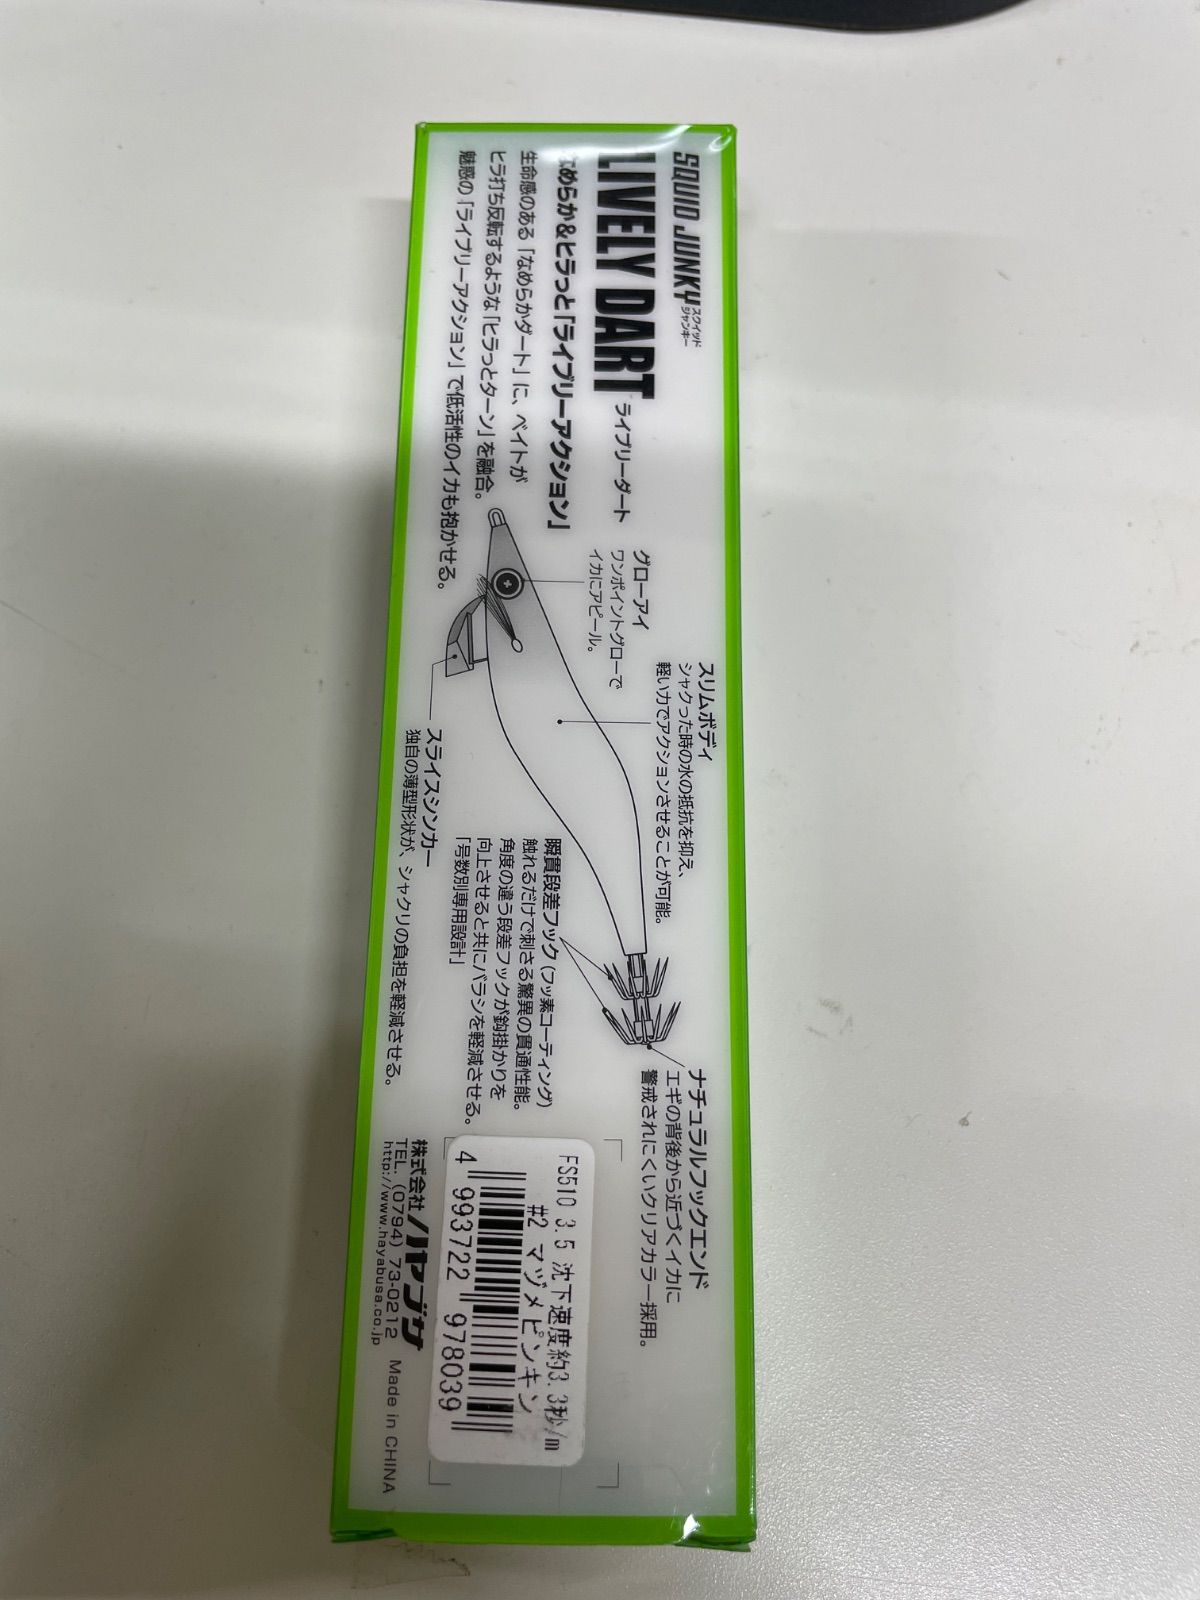 SQUID JUNKY スクイッド
ジャンキー
LIVELY DART ライブリーダート
なめらか&ヒラっと「ライブリーアクション」
生命感のある「なめらかダート」に、ベイトが
ヒラ打ち反転するような「ヒラっとターン」を融合。
魅惑の「ライブリーアクション」で低活性のイカも抱かせる。
グローアイ
ワンポイントグローで
イカにアピール。
スリムボディ
シャクった時の水の抵抗を抑え、
軽い力でアクションさせることが可能。
スライスシンカー
独自の薄型形状が、シャクリの負担を軽減させる。
瞬貫段差フック(フッ素コーティング)
触れるだけで刺さる驚異の貫通性能。
角度の違う段差フックが鈎掛かりを
向上させると共にバラシを軽減させる。
「号数別専用設計」
ナチュラルフックエンド
エギの背後から近づくイカに
警戒されにくいクリアカラー採用。
FS510 3.5 沈下速度約3.3秒/m
#2 マヅメピンキン
4 993722 978039
株式会社ハヤブサ
TEL. (0794) 73-0212 Made in CHINA
http://www.hayabusa.co.jp